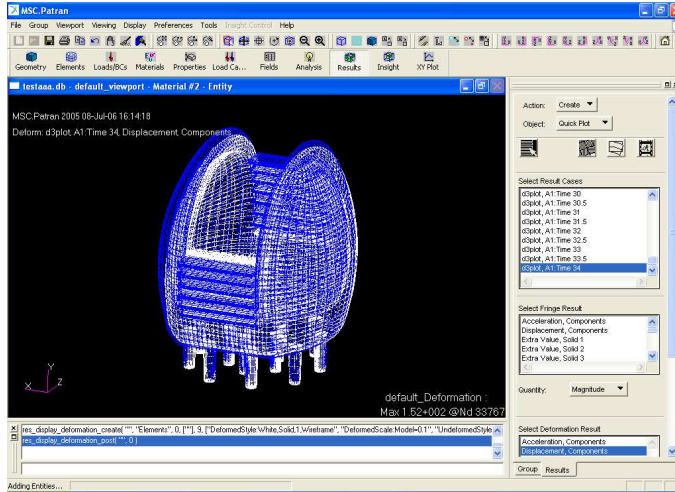 MSC.Patran
File Group Viewport Viewing Display Preferences Tools Insight Control Help
Geometry Elements Loads/BCs Materials Properties Load Ca... Fields Analysis Results Insight XY Plot
testaaa.db - default_viewport - Material #2 - Entity
MSC.Patran 2005 08-Jul-06 16:14:18
Deform: d3plot, A1:Time 34, Displacement, Components
Y
X Z
default_Deformation :
Max 1.52+002 @Nd 33767
Action: Create
Object: Quick Plot
Select Result Cases
d3plot, A1:Time 30
d3plot, A1:Time 30.5
d3plot, A1:Time 31
d3plot, A1:Time 31.5
d3plot, A1:Time 32
d3plot, A1:Time 32.5
d3plot, A1:Time 33
d3plot, A1:Time 33.5
d3plot, A1:Time 34
Select Fringe Result
Acceleration, Components
Displacement, Components
Extra Value, Solid 1
Extra Value, Solid 2
Extra Value, Solid 3
Quantity: Magnitude
Select Deformation Result
Acceleration, Components
Displacement, Components
Group Results
res_display_deformation_create( "", "Elements", 0, [""], 9, ["DeformedStyle:White,Solid,1,Wireframe", "DeformedScale:Model=0.1", "UndeformedStyle
res_display_deformation_post( "", 0 )
Adding Entities...